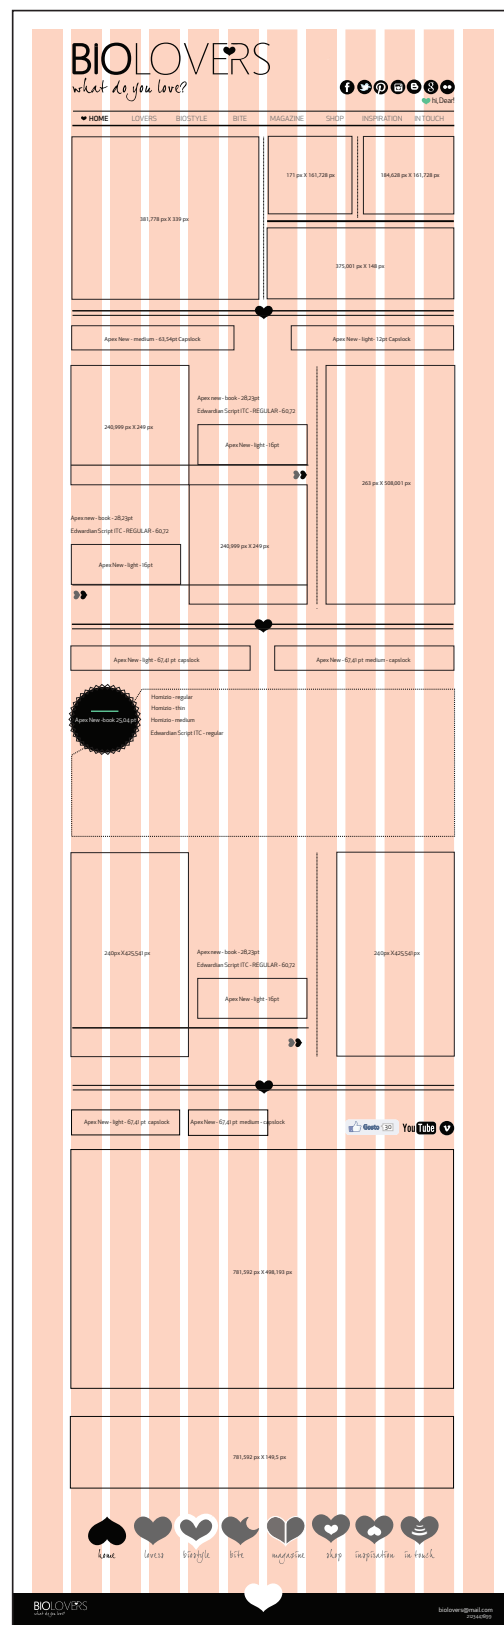 BIOLOVERS
what do you love?
hi, Dear!
HOME LOVERS BIOSTYLE BITE MAGAZINE SHOP INSPIRATION IN TOUCH
381,778 px X 339 px
171 px X 161,728 px
184,628 px X 161,728 px
375,001 px X 148 px
Apex New - medium - 63,54pt Capslock
Apex New - light - 12pt Capslock
240,999 px X 249 px
Apex new - book - 28,23pt
Edwardian Script ITC - REGULAR - 60,72
Apex New - light - 16pt
263 px X 508,001 px
Apex new - book - 28,23pt
Edwardian Script ITC - REGULAR - 60,72
Apex New - light - 16pt
240,999 px X 249 px
Apex New - light - 67,41 pt capslock
Apex New - 67,41 pt medium - capslock
Apex New -book 25,04 pt
Homizio - regular
Homizio - thin
Homizio - medium
Edwardian Script ITC - regular
240px X425,541 px
Apex new - book - 28,23pt
Edwardian Script ITC - REGULAR - 60,72
Apex New - light - 16pt
240px X425,541 px
Apex New - light - 67,41 pt capslock
Apex New - 67,41 pt medium - capslock
Gosto 30
YouTube
781,592 px X 498,193 px
781,592 px X 149,5 px
home lovers biostyle bite magazine shop inspiration in touch
BIOLOVERS
what do you love?
biolovers@mail.com